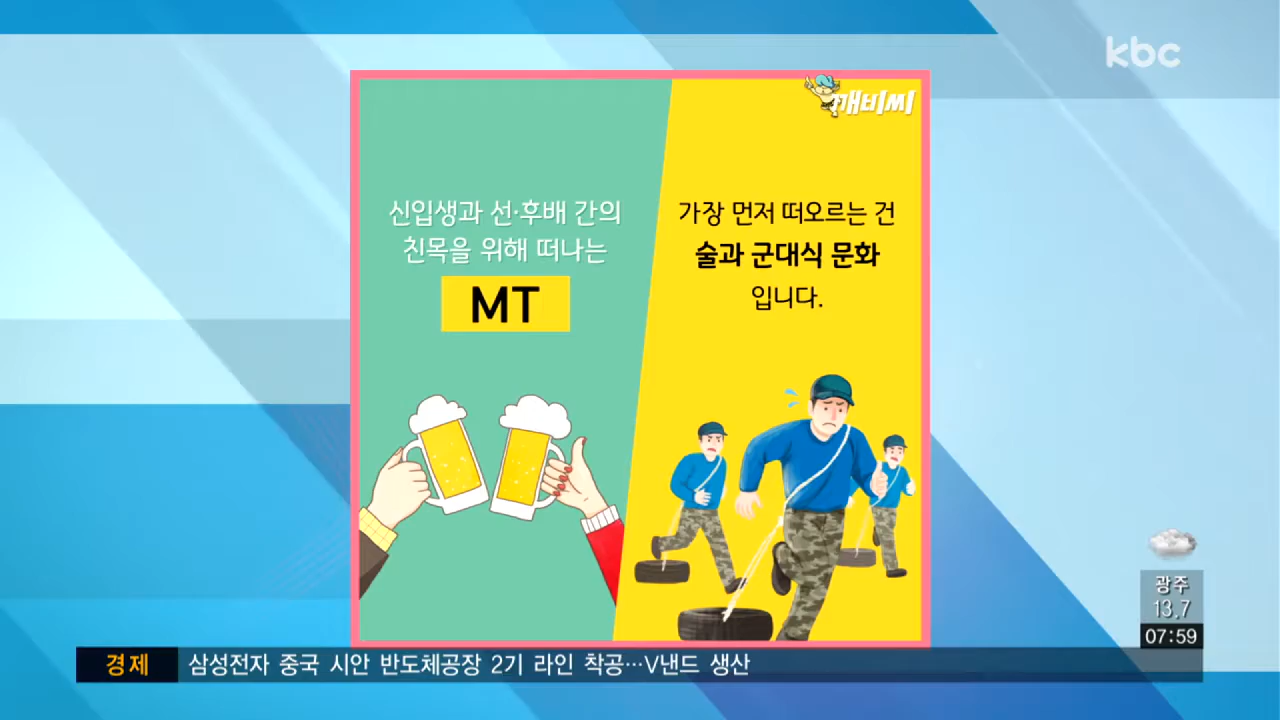 kbc
깨비씨
신입생과 선·후배 간의
친목을 위해 떠나는
MT
가장 먼저 떠오르는 건
술과 군대식 문화
입니다.
광주
13.7
07:59
경제 삼성전자 중국 시안 반도체공장 2기 라인 착공…V낸드 생산